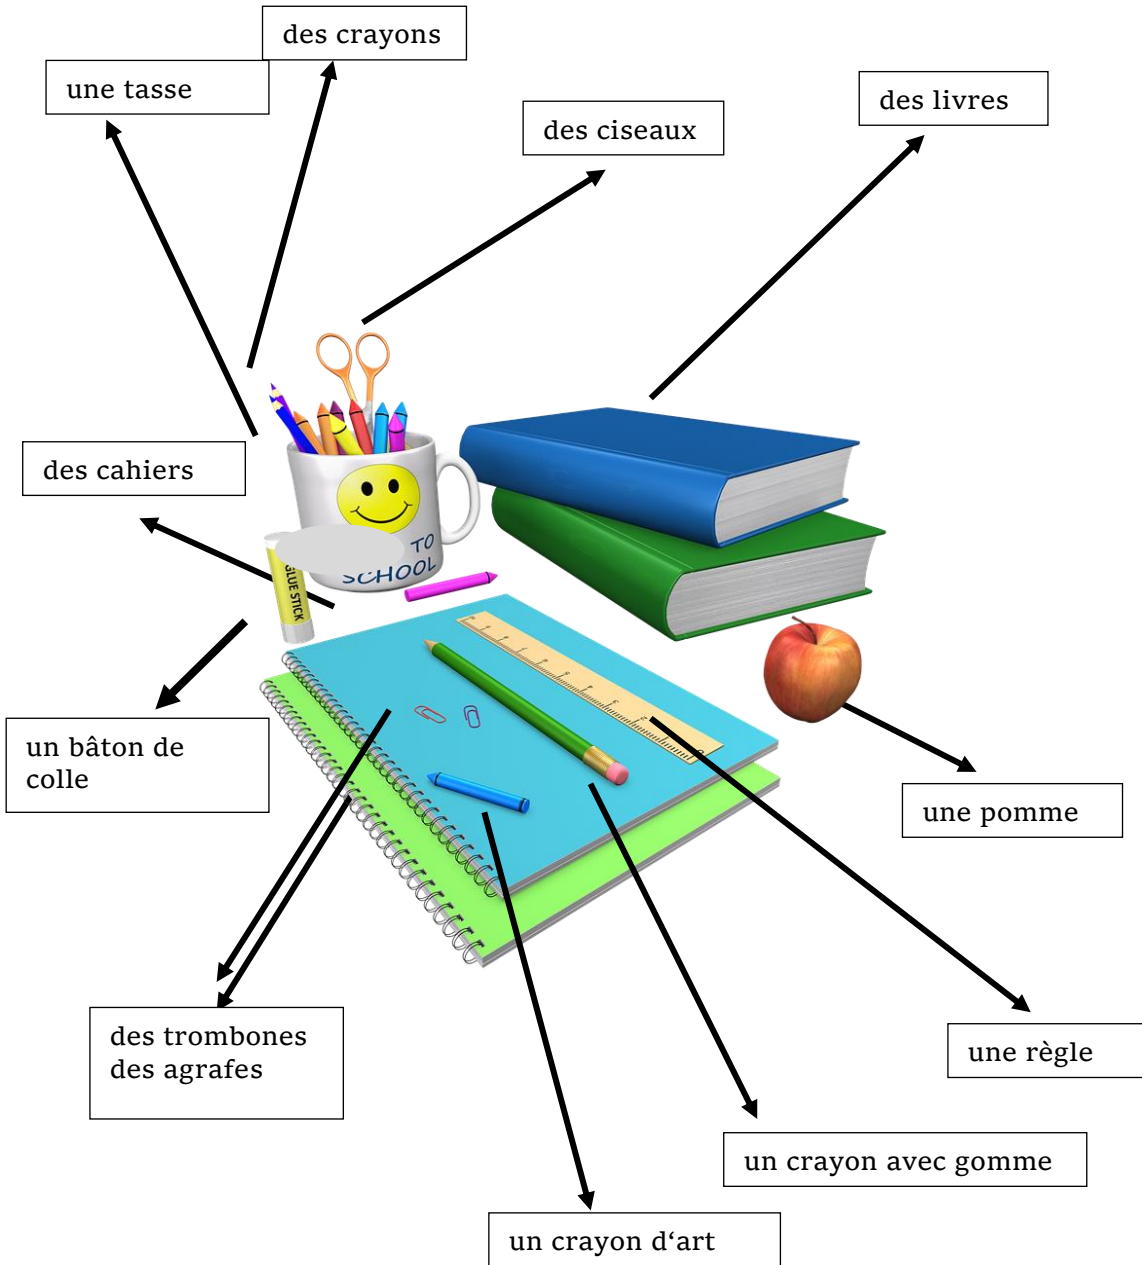 des crayons
une tasse
des livres
des ciseaux
des cahiers
TO
SCHOOL
GLUE STICK
un bâton de
colle
une pomme
des trombones
des agrafes
une règle
un crayon avec gomme
un crayon d‘art